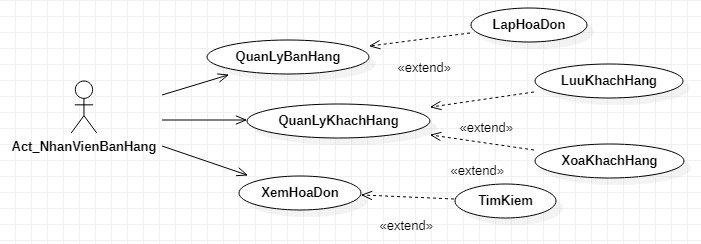 LapHoaDon
QuanLyBanHang
«extend»
LuuKhachHang
QuanLyKhachHang
«extend»
Act_NhanVienBanHang
XoaKhachHang
«extend»
XemHoaDon
TimKiem
«extend»